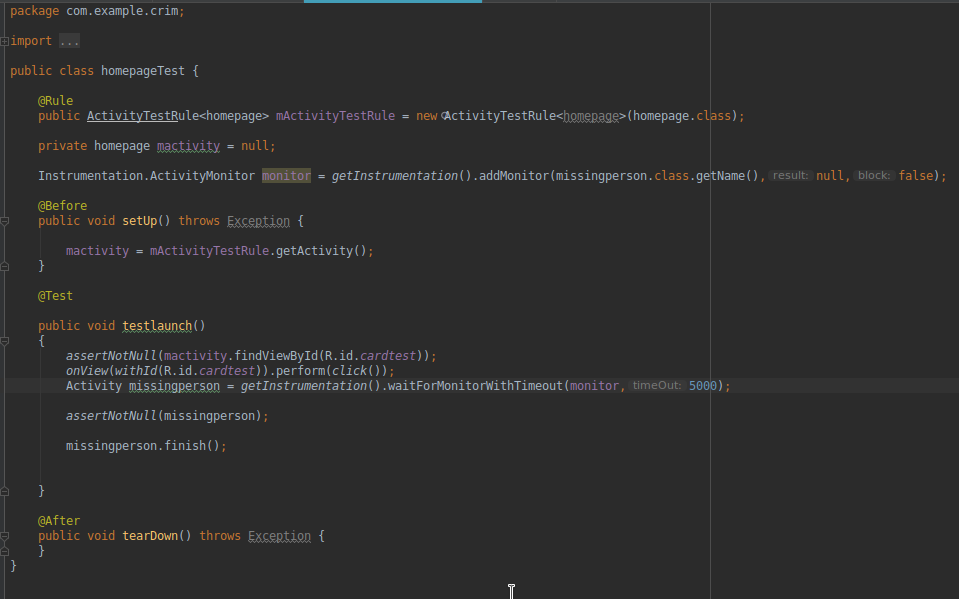 package com.example.crim;
import ...
public class homepageTest {
@Rule
public ActivityTestRule<homepage> mActivityTestRule = new ActivityTestRule<homepage>(homepage.class);
private homepage mactivity = null;
Instrumentation.ActivityMonitor monitor = getInstrumentation().addMonitor(missingperson.class.getName(), result: null, block: false);
@Before
public void setUp() throws Exception {
mactivity = mActivityTestRule.getActivity();
}
@Test
public void testlaunch()
{
assertNotNull(mactivity.findViewById(R.id.cardtest));
onView(withId(R.id.cardtest)).perform(click());
Activity missingperson = getInstrumentation().waitForMonitorWithTimeout(monitor, timeOut: 5000);
assertNotNull(missingperson);
missingperson.finish();
}
@After
public void tearDown() throws Exception {
}
}